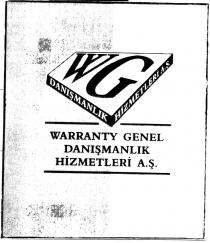 WG
DANIŞMANLIK HİZMETLERİ A.Ş.
WARRANTY GENEL
DANIŞMANLIK
HİZMETLERİ A.Ş.